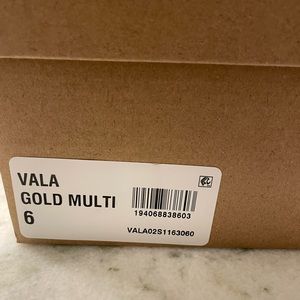 VALA
GOLD MULTI
6
194068838603
VALA02S1163060